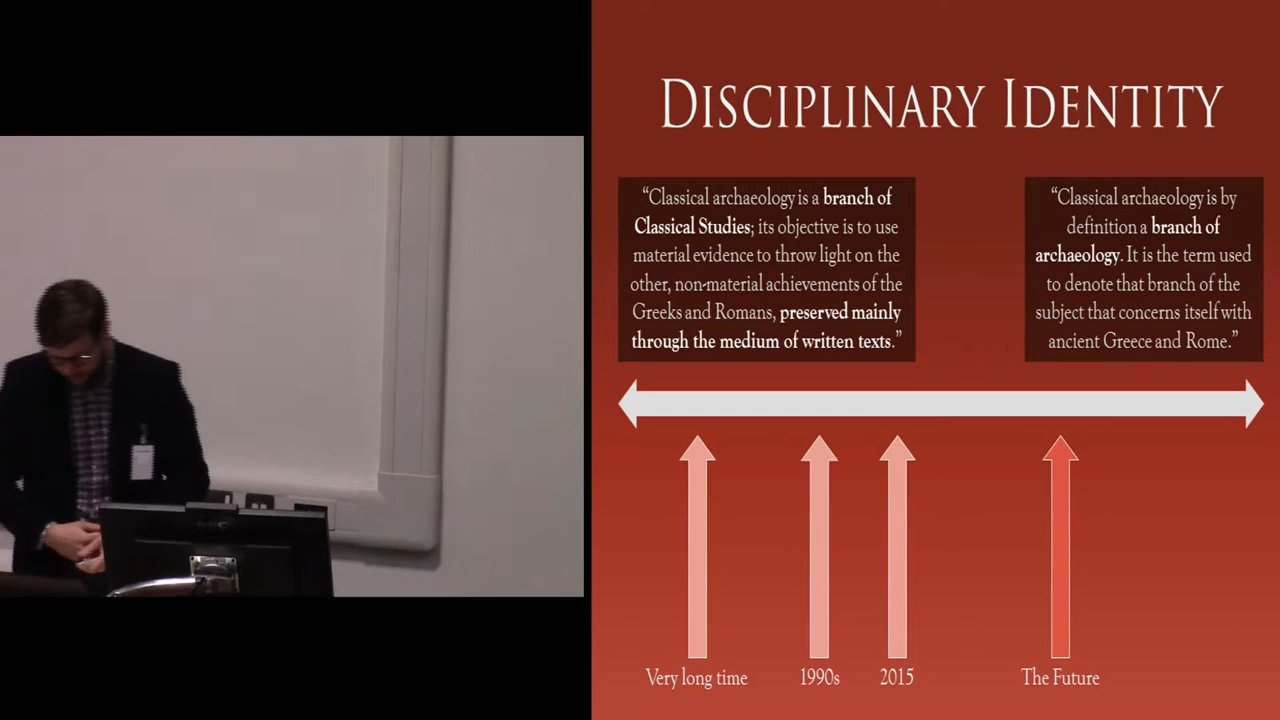 DISCIPLINARY IDENTITY
“Classical archaeology is a branch of
Classical Studies; its objective is to use
material evidence to throw light on the
other, non-material achievements of the
Greeks and Romans, preserved mainly
through the medium of written texts.”
“Classical archaeology is by
definition a branch of
archaeology. It is the term used
to denote that branch of the
subject that concerns itself with
ancient Greece and Rome.”
Very long time
1990s
2015
The Future